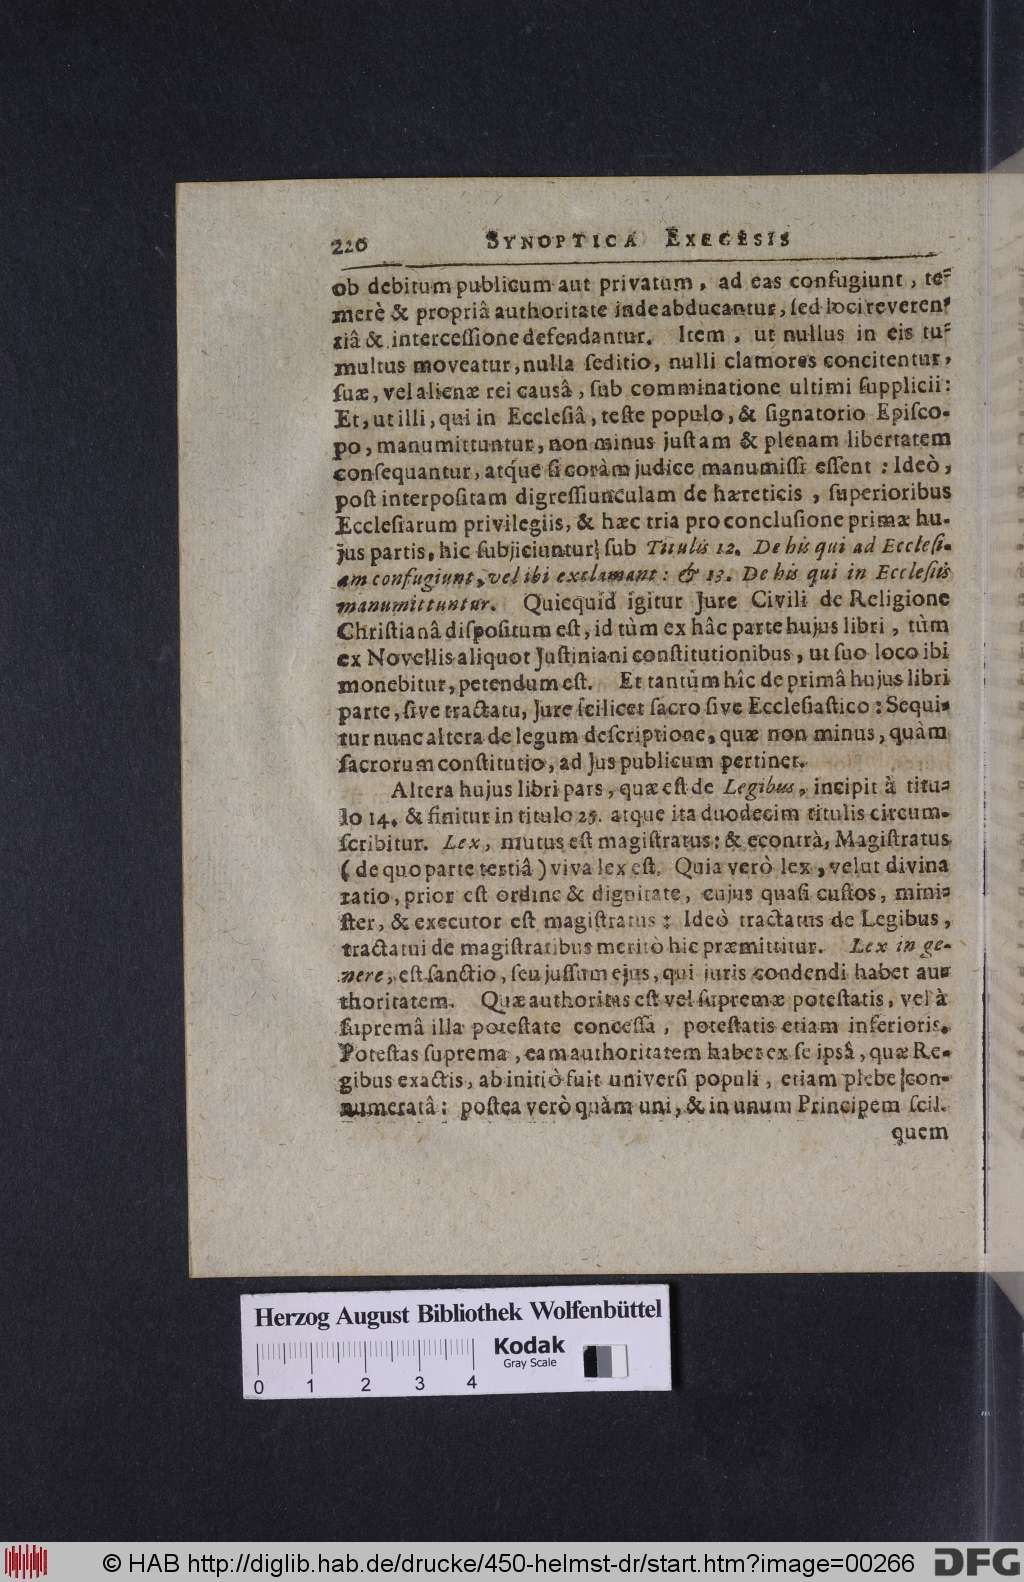 220 SYNOPTICA EXEGESIS
ob debitum publicum aut privatum, ad eas confugiunt, te-
merè & propriâ authoritate inde abducantur, ſed loci reveren-
tiâ & interceſſione defendantur. Item, ut nullus in eis tu-
multus moveatur, nulla ſeditio, nulli clamores concitentur,
ſuæ, vel alienæ rei causâ, ſub comminatione ultimi ſupplicii:
Et, ut illi, qui in Eccleſiâ, teſte populo, & ſignatorio Epiſco-
po, manumittuntur, non minus juſtam & plenam libertatem
conſequantur, atque ſi coràm judice manumiſſi eſſent : Ideò,
poſt interpoſitam digreſſiunculam de hæreticis, ſuperioribus
Eccleſiarum privilegiis, & hæc tria pro concluſione primæ hu-
jus partis, hic ſubjiciuntur ſub Titulis 12. De his qui ad Eccleſi-
am confugiunt, vel ibi exclamant : & 13. De his qui in Eccleſiis
manumittuntur. Quicquid igitur Jure Civili de Religione
Chriſtianâ diſpoſitum eſt, id tùm ex hâc parte hujus libri, tùm
ex Novellis aliquot Juſtiniani conſtitutionibus, ut ſuo loco ibi
monebitur, petendum eſt. Et tantùm hîc de primâ hujus libri
parte, ſive tractatu, Jure ſcilicet ſacro ſive Eccleſiaſtico : Sequi-
tur nunc altera de legum deſcriptione, quæ non minus, quàm
ſacrorum conſtitutio, ad Jus publicum pertinet.
Altera hujus libri pars, quæ eſt de Legibus, incipit à titu-
lo 14. & finitur in titulo 25. atque ita duodecim titulis circum-
ſcribitur. Lex, mutus eſt magiſtratus: & econtrà, Magiſtratus
( de quo parte tertiâ ) viva lex eſt. Quia verò lex, velut divina
ratio, prior eſt ordine & dignitate, cujus quaſi cuſtos, mini-
ſter, & executor eſt magiſtratus : Ideò tractatus de Legibus,
tractatui de magiſtratibus meritò hic præmittitur. Lex in ge-
nere, eſt ſanctio, ſeu juſſum ejus, qui juris condendi habet au-
thoritatem. Quæ authoritas eſt vel ſupremæ poteſtatis, vel à
ſupremâ illa poteſtate conceſſa, poteſtatis etiam inferioris.
Poteſtas ſuprema, eam authoritatem habet ex ſe ipsâ, quæ Re-
gibus exactis, ab initiò fuit univerſi populi, etiam plebe con-
numeratâ : poſtea verò quàm uni, & in unum Principem ſcil.
quem
Herzog August Bibliothek Wolfenbüttel
Kodak
Gray Scale
0 1 2 3 4
© HAB http://diglib.hab.de/drucke/450-helmst-dr/start.htm?image=00266
DFG